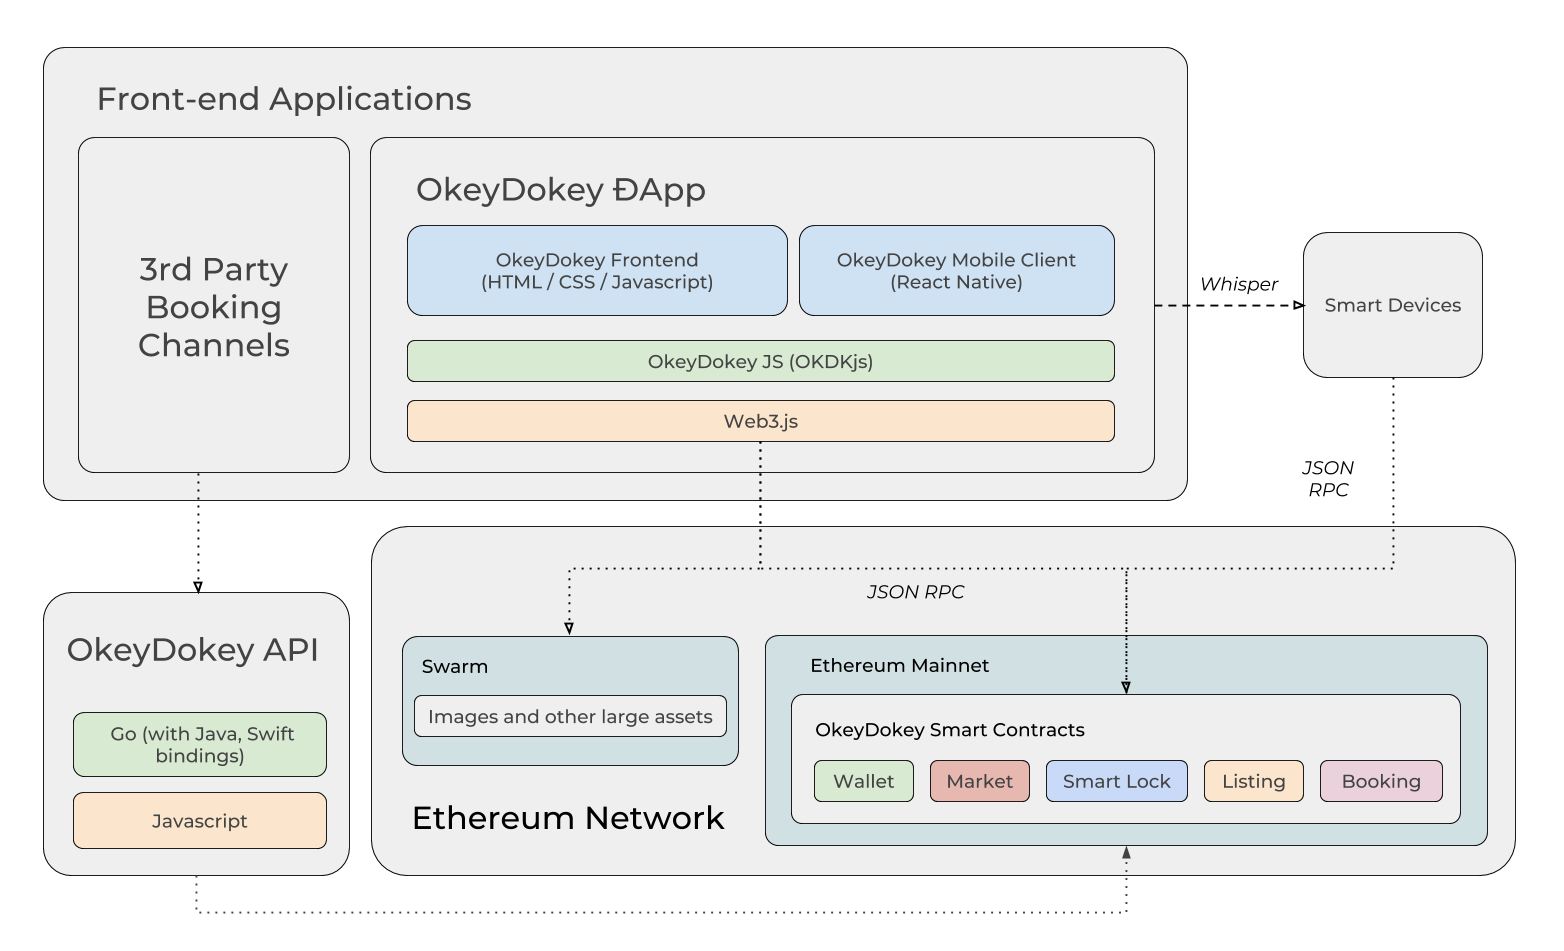 Front-end Applications
3rd Party
Booking
Channels
OkeyDokey ĐApp
OkeyDokey Frontend
(HTML / CSS / Javascript)
OkeyDokey Mobile Client
(React Native)
OkeyDokey JS (OKDKjs)
Web3.js
Whisper
Smart Devices
JSON
RPC
OkeyDokey API
Go (with Java, Swift
bindings)
Javascript
JSON RPC
Swarm
Images and other large assets
Ethereum Network
Ethereum Mainnet
OkeyDokey Smart Contracts
Wallet
Market
Smart Lock
Listing
Booking